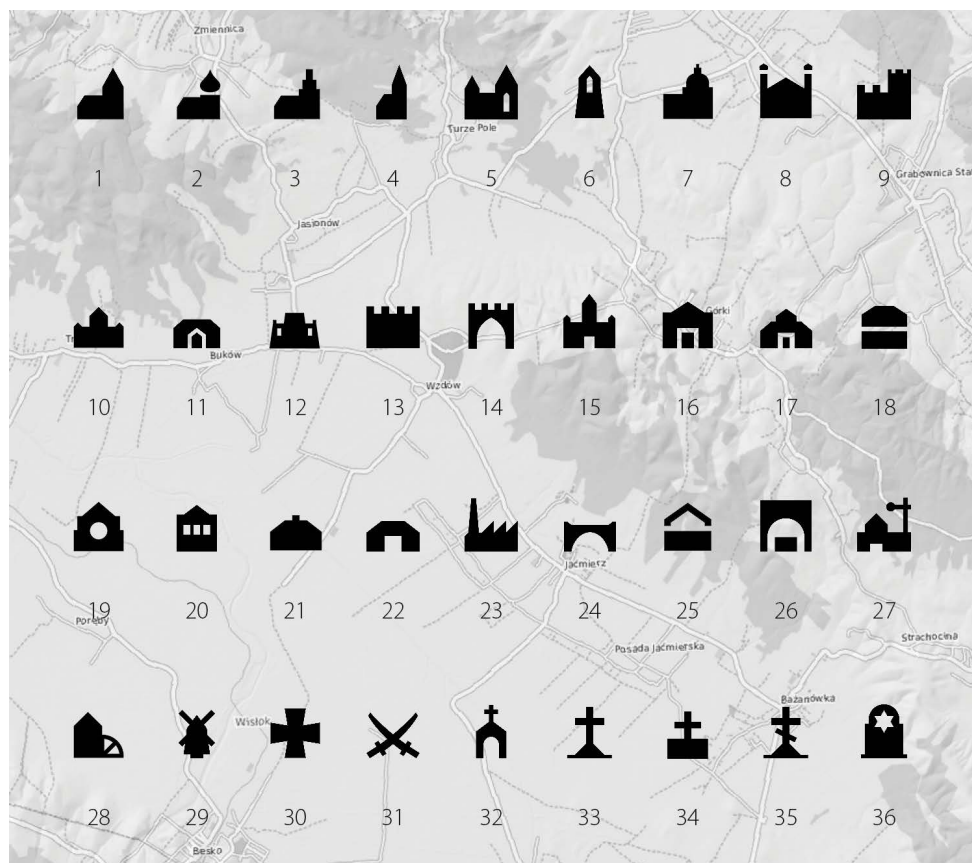 Zmiennica
Turze Pole
1 2 3 4 5 6 7 8 9
Grabownica Sta
Jasionów
Górki
Tr
Buków
Wzdów
10 11 12 13 14 15 16 17 18
Jaćmierz
19 20 21 22 23 24 25 26 27
Poręby
Strachocina
Posada Jaćmierska
Bażanówka
Wisłok
28 29 30 31 32 33 34 35 36
Besko